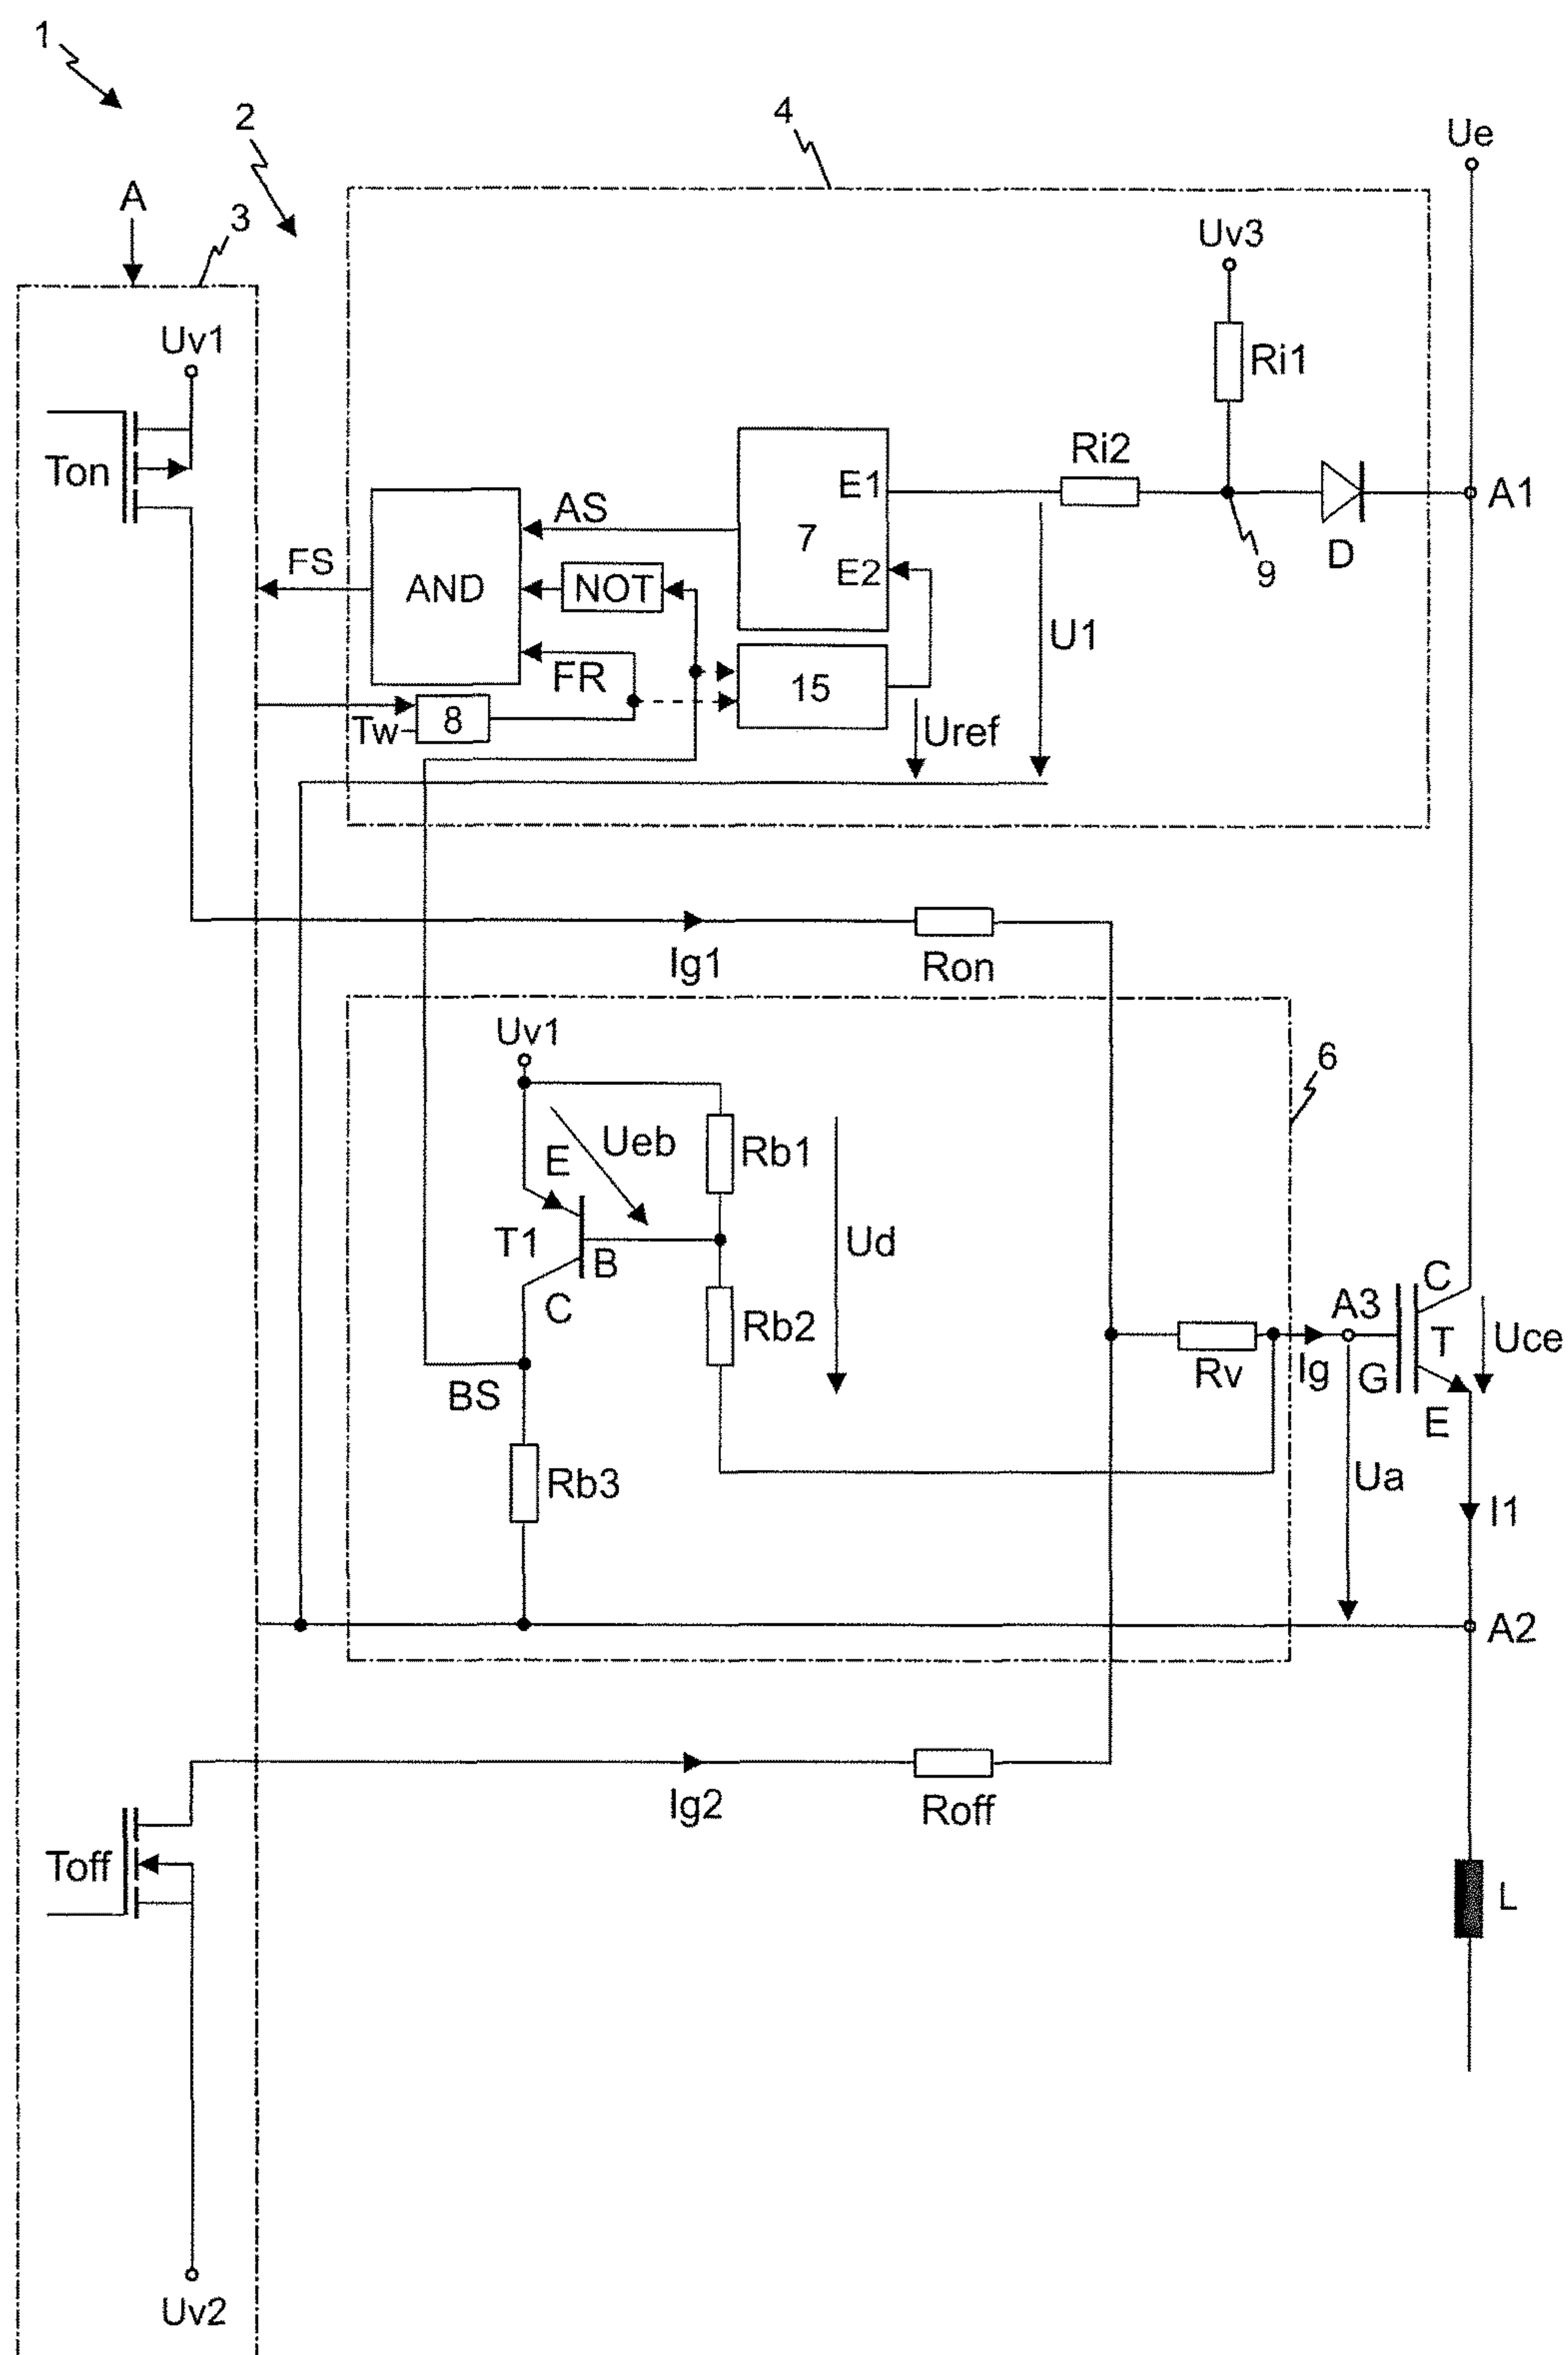 1
2
4
Ue
A
3
Uv3
Uv1
Ri1
Ton
Ri2
E1
A1
AS
7
D
FS
AND
NOT
E2
9
FR
15
U1
8
Tw
Uref
Ig1
Ron
Uv1
6
Ueb
Rb1
E
T1
B
Ud
C
C
A3
Rb2
T
Uce
Rv
Ig
G
BS
E
Rb3
Ua
I1
A2
Ig2
Roff
Toff
L
Uv2